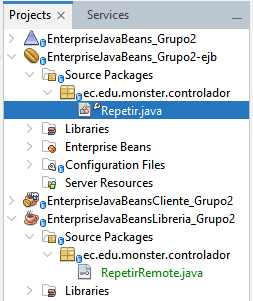 Projects × Services
EnterpriseJavaBeans_Grupo2
EnterpriseJavaBeans_Grupo2-ejb
Source Packages
ec.edu.monster.controlador
Repetir.java
Libraries
Enterprise Beans
Configuration Files
Server Resources
EnterpriseJavaBeansCliente_Grupo2
EnterpriseJavaBeansLibreria_Grupo2
Source Packages
ec.edu.monster.controlador
RepetirRemote.java
Libraries